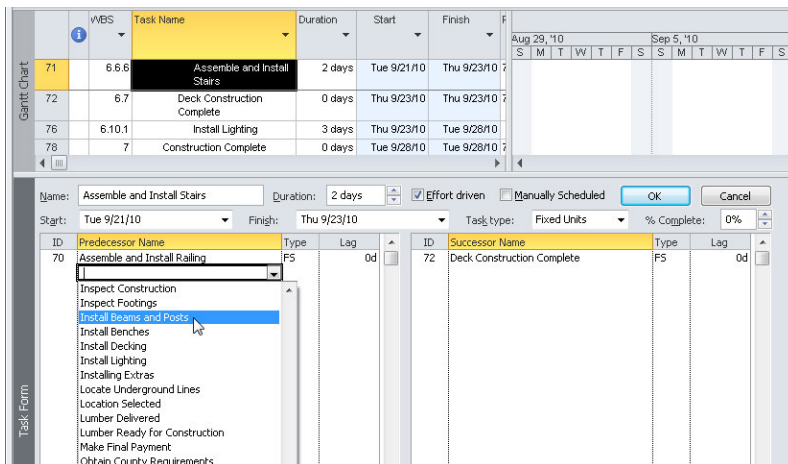 WBS Task Name Duration Start Finish
Aug 29, '10 Sep 5, '10
S M T W T F S S M T W T F S
71 6.6.6 Assemble and Install Stairs 2 days Tue 9/21/10 Thu 9/23/10 7
72 6.7 Deck Construction Complete 0 days Thu 9/23/10 Thu 9/23/10 7
76 6.10.1 Install Lighting 3 days Thu 9/23/10 Tue 9/28/10
78 7 Construction Complete 0 days Tue 9/28/10 Tue 9/28/10 7
Gantt Chart
Name: Assemble and Install Stairs Duration: 2 days Effort driven Manually Scheduled OK Cancel
Start: Tue 9/21/10 Finish: Thu 9/23/10 Task type: Fixed Units % Complete: 0%
ID Predecessor Name Type Lag ID Successor Name Type Lag
70 Assemble and Install Railing FS 0d 72 Deck Construction Complete FS 0d
Inspect Construction
Inspect Footings
Install Beams and Posts
Install Benches
Install Decking
Install Lighting
Installing Extras
Locate Underground Lines
Location Selected
Lumber Delivered
Lumber Ready for Construction
Make Final Payment
Obtain County Requirements
Task Form